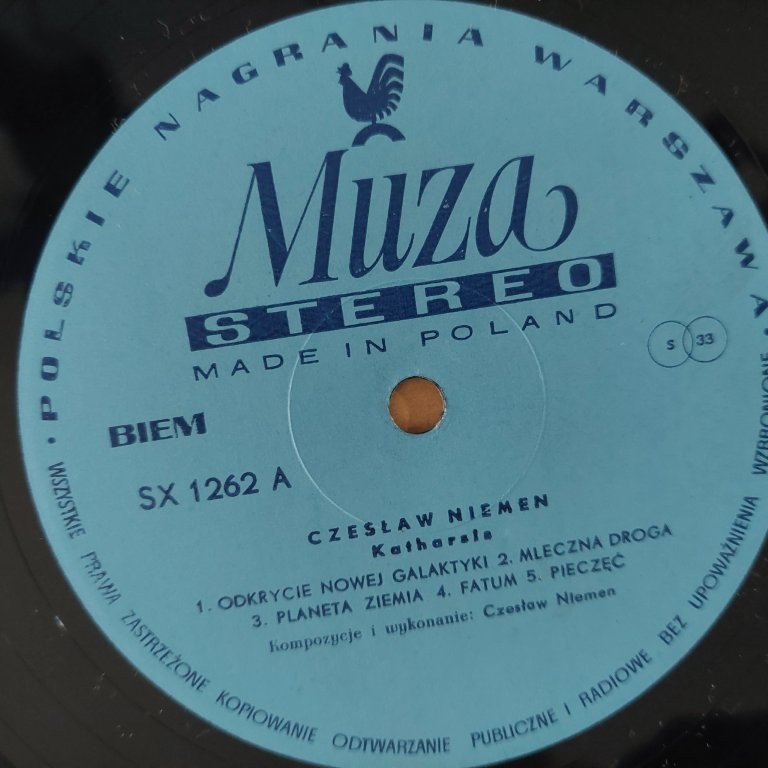 • POLSKIE NAGRANIA WARSZAWA •
Muza
STEREO
MADE IN POLAND
S 33
BIEM
SX 1262 A
CZESŁAW NIEMEN
Katharsis
1. ODKRYCIE NOWEJ GALAKTYKI 2. MLECZNA DROGA
3. PLANETA ZIEMIA 4. FATUM 5. PIECZĘĆ
Kompozycje i wykonanie: Czesław Niemen
WSZYSTKIE PRAWA ZASTRZEŻONE KOPIOWANIE ODTWARZANIE PUBLICZNE I RADIOWE BEZ UPOWAŻNIENIA WZBRONIONE